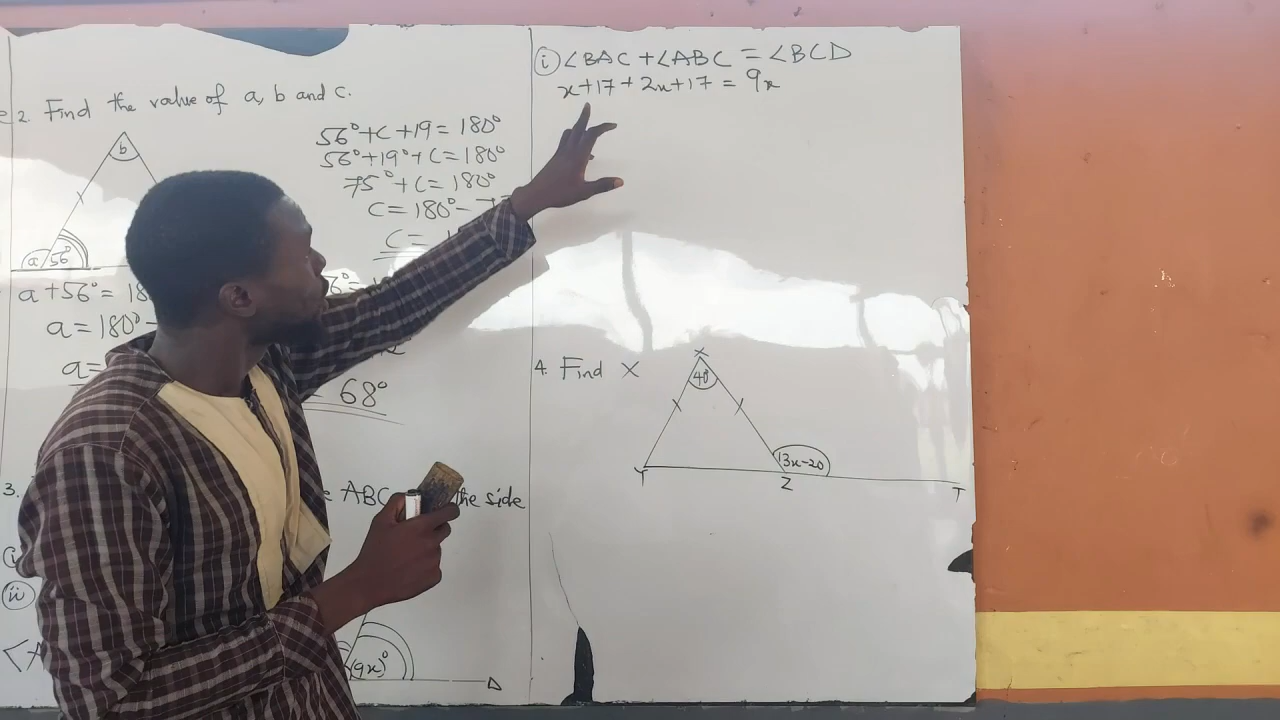 2. Find the value of a, b and c.
b
a 56°
56° + c + 19 = 180°
56° + 19° + c = 180°
75° + c = 180°
c = 180° -
c =
a + 56° = 18
a = 180° -
a =
68°
3.
ABC
the side
i
ii
(9x)°
D
i ∠BAC + ∠ABC = ∠BCD
x+17 + 2x+17 = 9x
4. Find X
X
40
13x-20
Y
Z
T